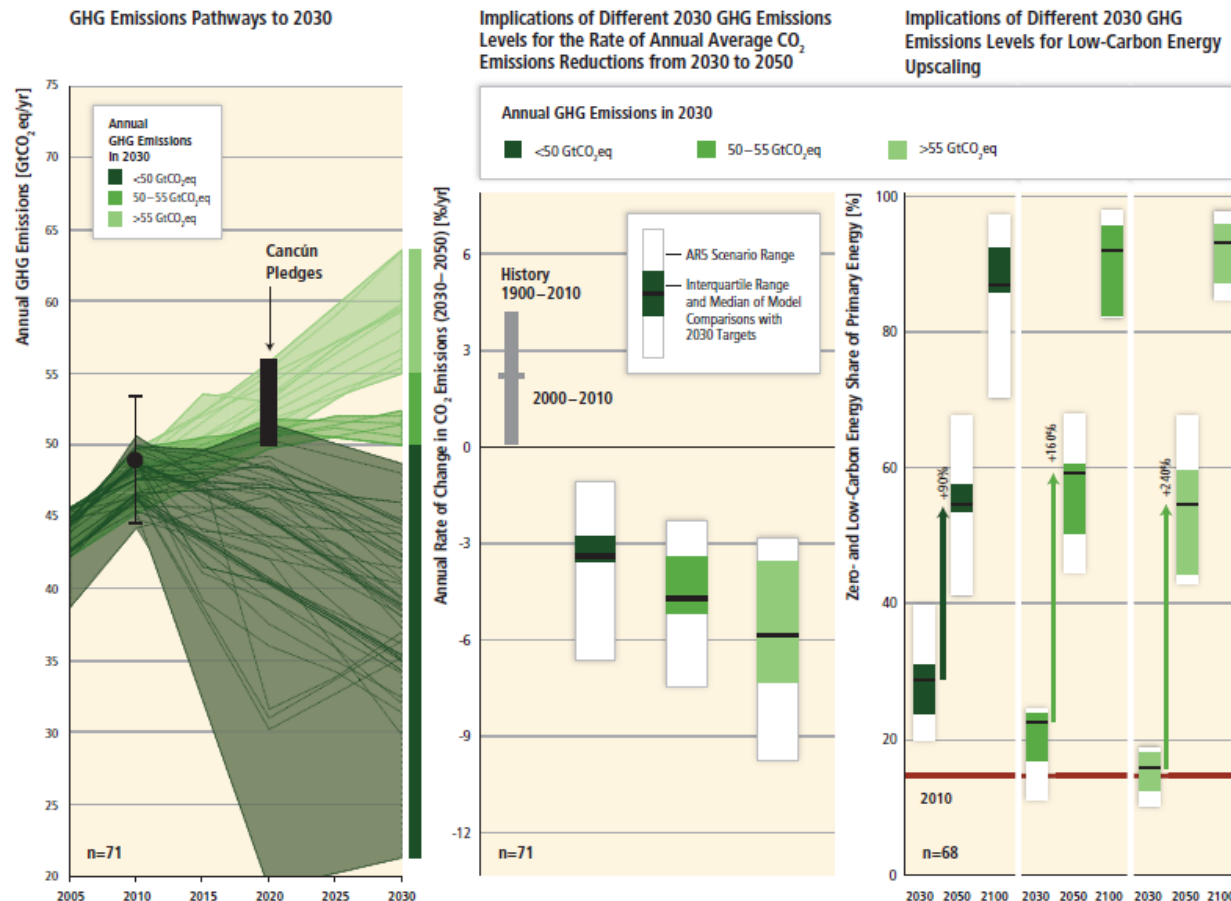 GHG Emissions Pathways to 2030
Annual GHG Emissions [GtCO₂eq/yr]
75
70
65
60
55
50
45
40
35
30
25
20
Annual
GHG Emissions
In 2030
<50 GtCO₂eq
50–55 GtCO₂eq
>55 GtCO₂eq
Cancún
Pledges
n=71
2005
2010
2015
2020
2025
2030
Implications of Different 2030 GHG Emissions
Levels for the Rate of Annual Average CO₂
Emissions Reductions from 2030 to 2050
Implications of Different 2030 GHG
Emissions Levels for Low-Carbon Energy
Upscaling
Annual GHG Emissions in 2030
<50 GtCO₂eq
50–55 GtCO₂eq
>55 GtCO₂eq
Annual Rate of Change in CO₂ Emissions (2030–2050) [%/yr]
6
3
0
-3
-6
-9
-12
History
1900–2010
2000–2010
AR5 Scenario Range
Interquartile Range
and Median of Model
Comparisons with
2030 Targets
n=71
Zero- and Low-Carbon Energy Share of Primary Energy [%]
100
80
60
40
20
0
+90%
+160%
+240%
2010
n=68
2030
2050
2100
2030
2050
2100
2030
2050
2100